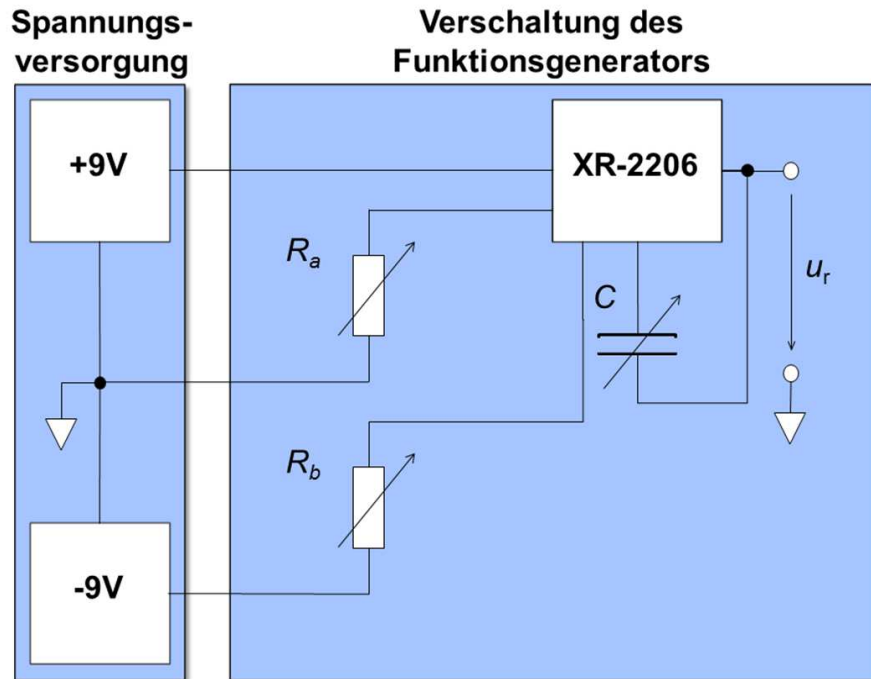 Spannungs-
versorgung
Verschaltung des
Funktionsgenerators
+9V
XR-2206
Ra
C
ur
Rb
-9V